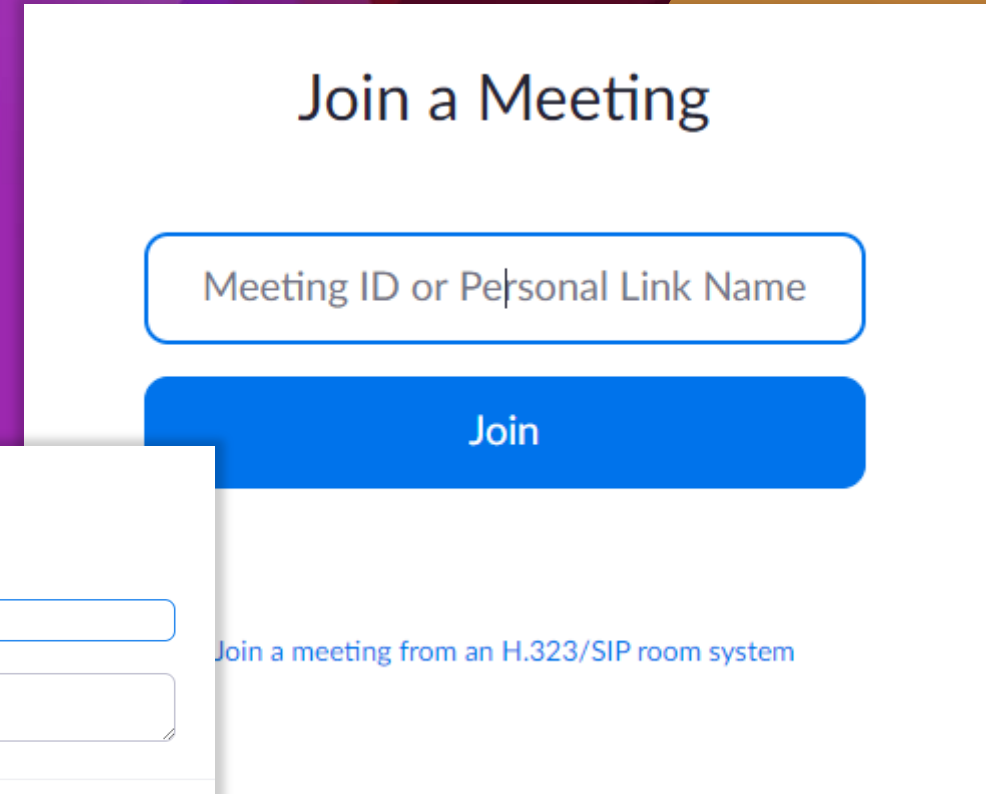 Join a Meeting
Meeting ID or Personal Link Name
Join
Join a meeting from an H.323/SIP room system